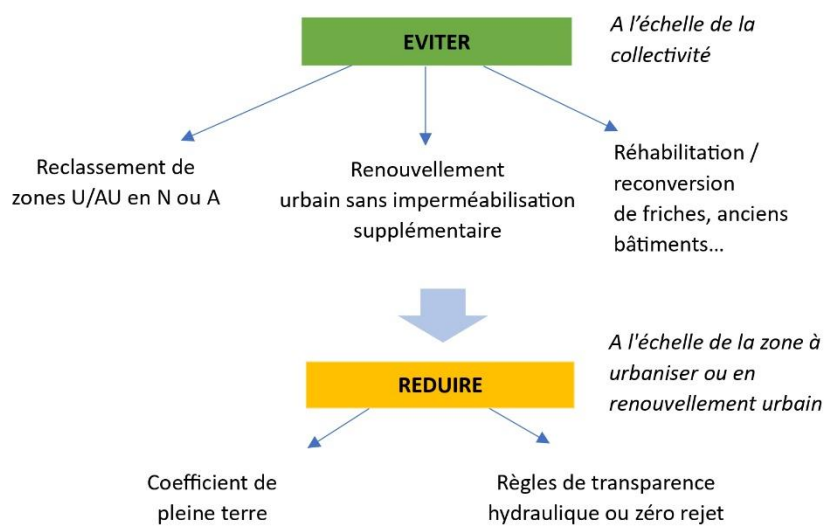 EVITER
A l'échelle de la
collectivité
Reclassement de
zones U/AU en N ou A
Renouvellement
urbain sans imperméabilisation
supplémentaire
Réhabilitation /
reconversion
de friches, anciens
bâtiments...
REDUIRE
A l'échelle de la zone à
urbaniser ou en
renouvellement urbain
Coefficient de
pleine terre
Règles de transparence
hydraulique ou zéro rejet